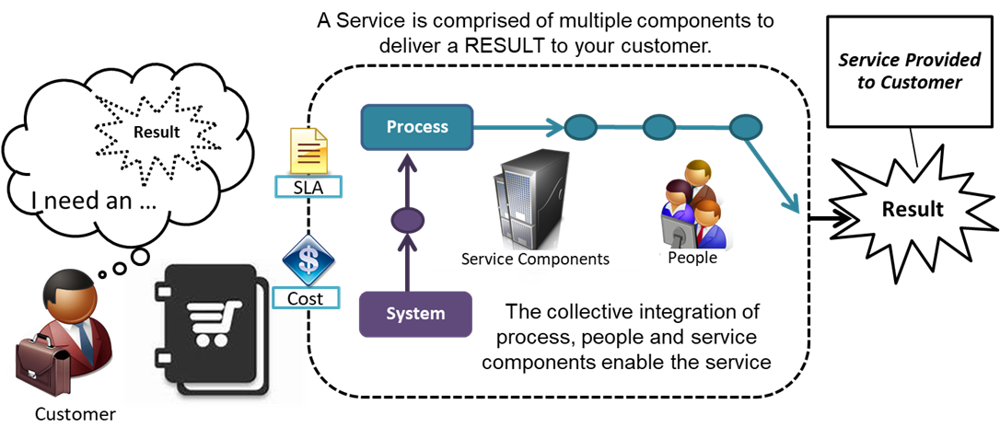 A Service is comprised of multiple components to
deliver a RESULT to your customer.
Service Provided
to Customer
Result
I need an ...
Process
SLA
Service Components
People
Result
Cost
System
The collective integration of
process, people and service
components enable the service
Customer
$